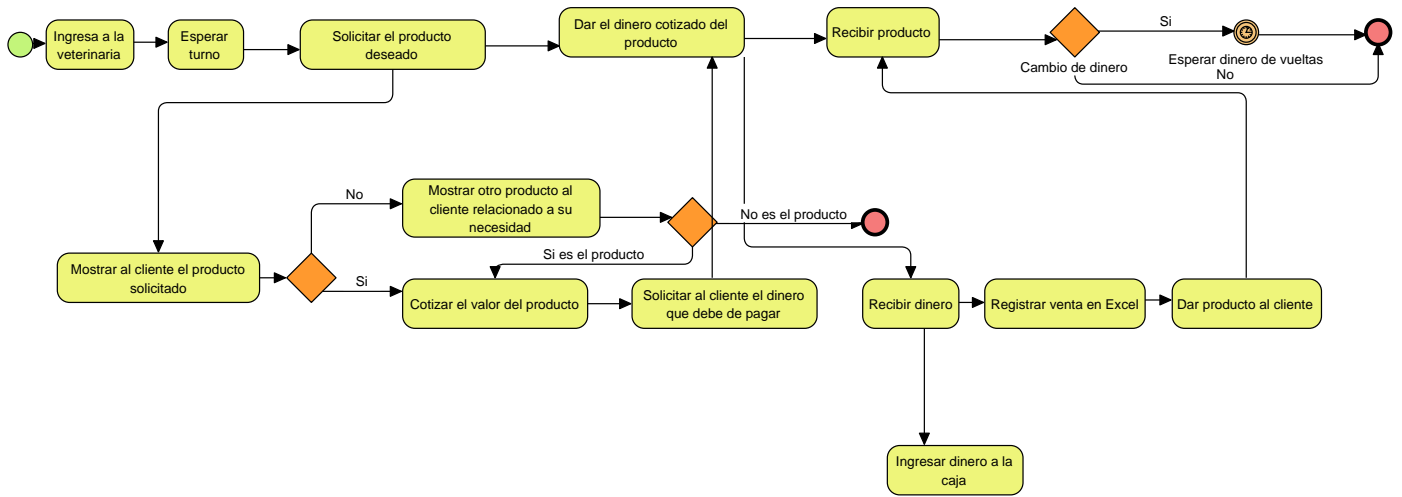 Ingresa a la
veterinaria
Esperar
turno
Solicitar el producto
deseado
Dar el dinero cotizado del
producto
Recibir producto
Cambio de dinero
Si
Esperar dinero de vueltas
No
Mostrar al cliente el producto
solicitado
No
Si
Mostrar otro producto al
cliente relacionado a su
necesidad
No es el producto
Si es el producto
Cotizar el valor del producto
Solicitar al cliente el dinero
que debe de pagar
Recibir dinero
Registrar venta en Excel
Dar producto al cliente
Ingresar dinero a la
caja